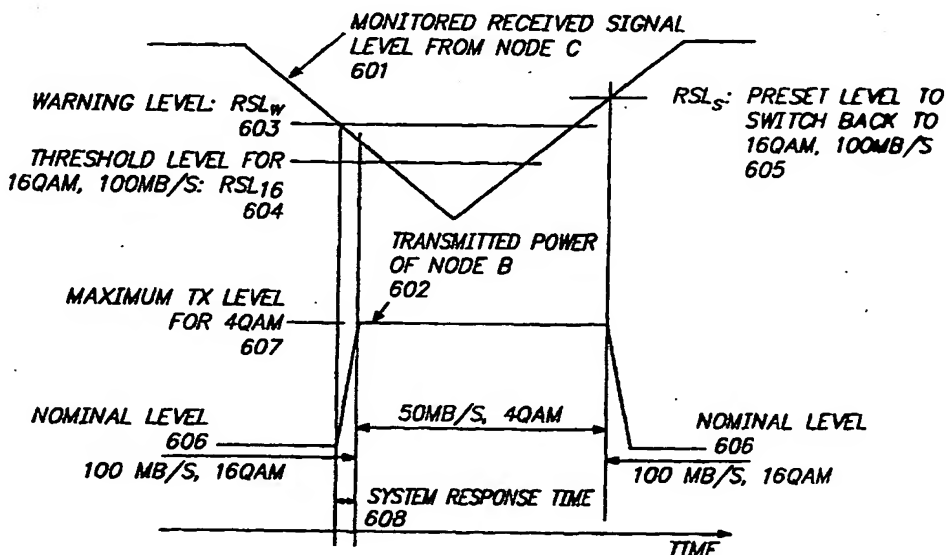 MONITORED RECEIVED SIGNAL
LEVEL FROM NODE C
601
WARNING LEVEL: RSLW
603
RSLS: PRESET LEVEL TO
SWITCH BACK TO
16QAM, 100MB/S
605
THRESHOLD LEVEL FOR
16QAM, 100MB/S: RSL16
604
TRANSMITTED POWER
OF NODE B
602
MAXIMUM TX LEVEL
FOR 4QAM
607
NOMINAL LEVEL
606
50MB/S, 4QAM
NOMINAL LEVEL
606
100 MB/S, 16QAM
100 MB/S, 16QAM
SYSTEM RESPONSE TIME
608
TIME